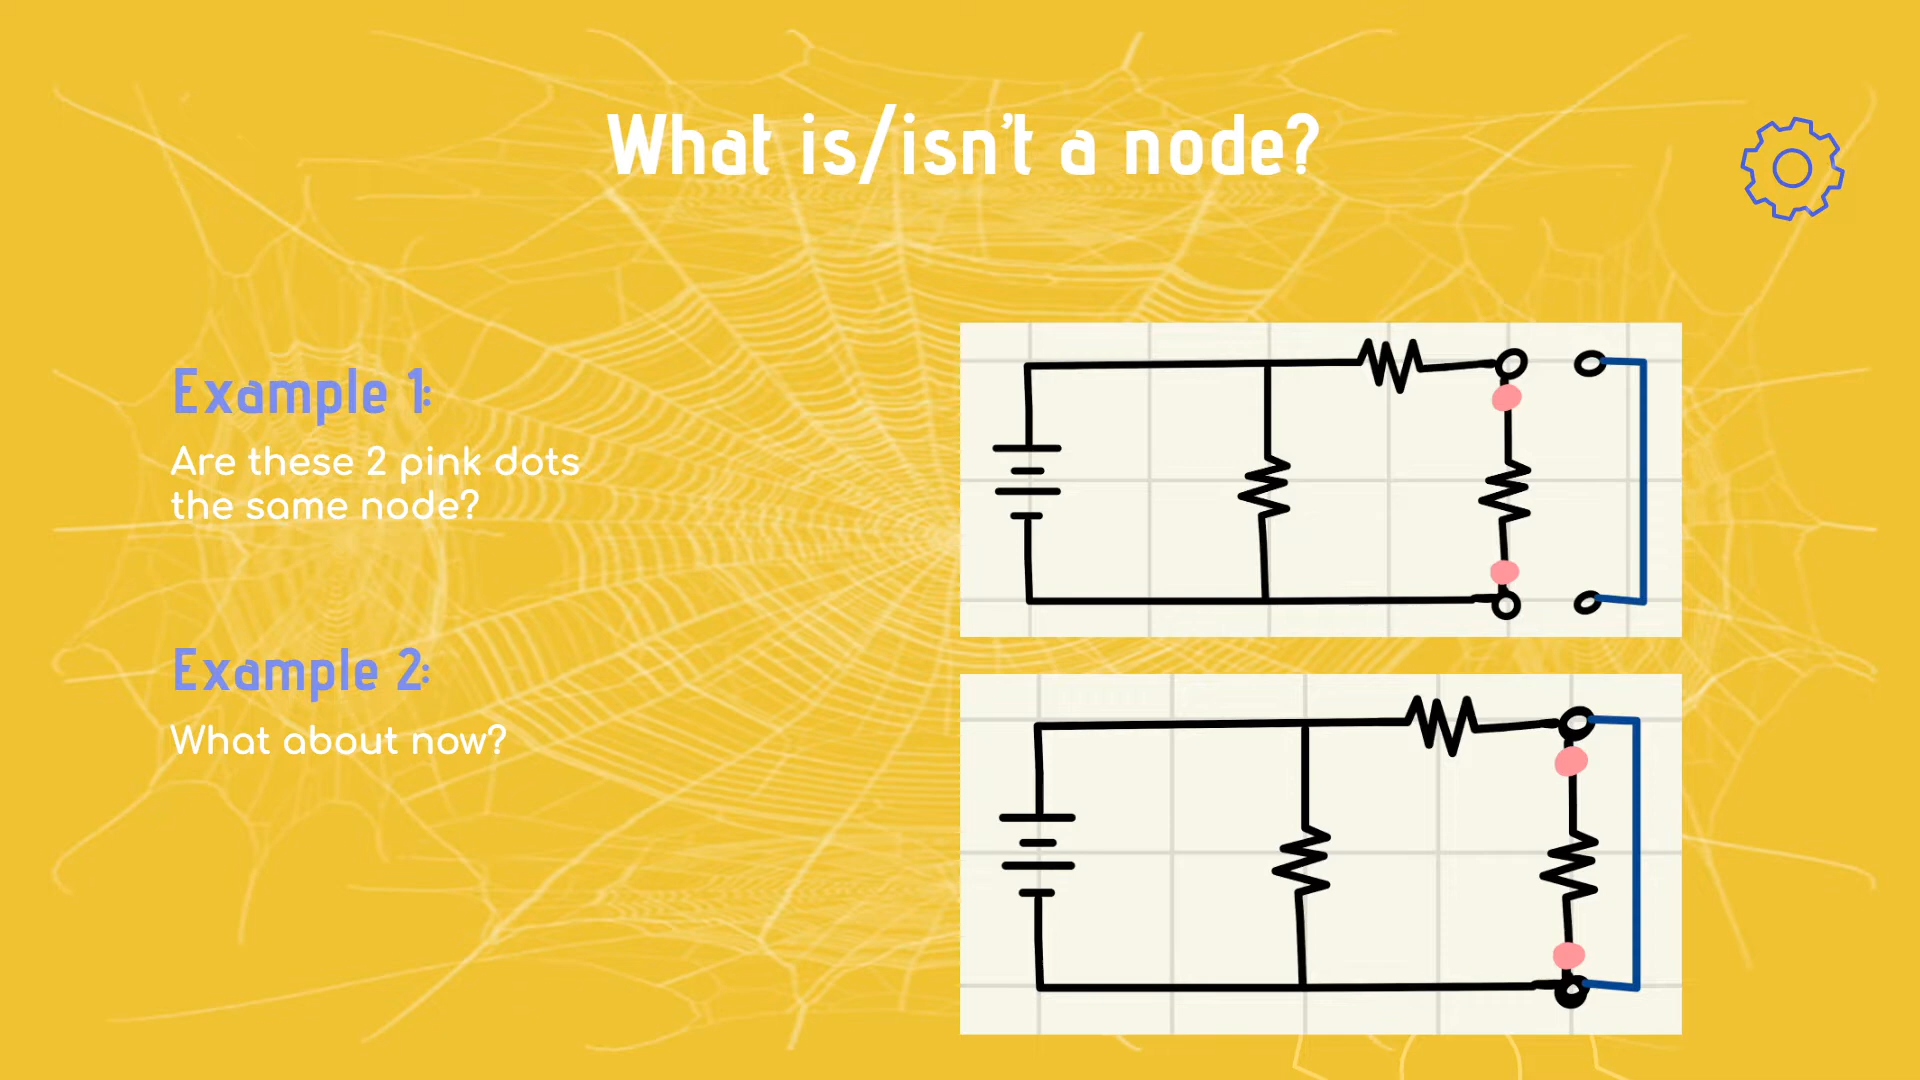 What is/isn't a node?
Example 1:
Are these 2 pink dots
the same node?
Example 2:
What about now?